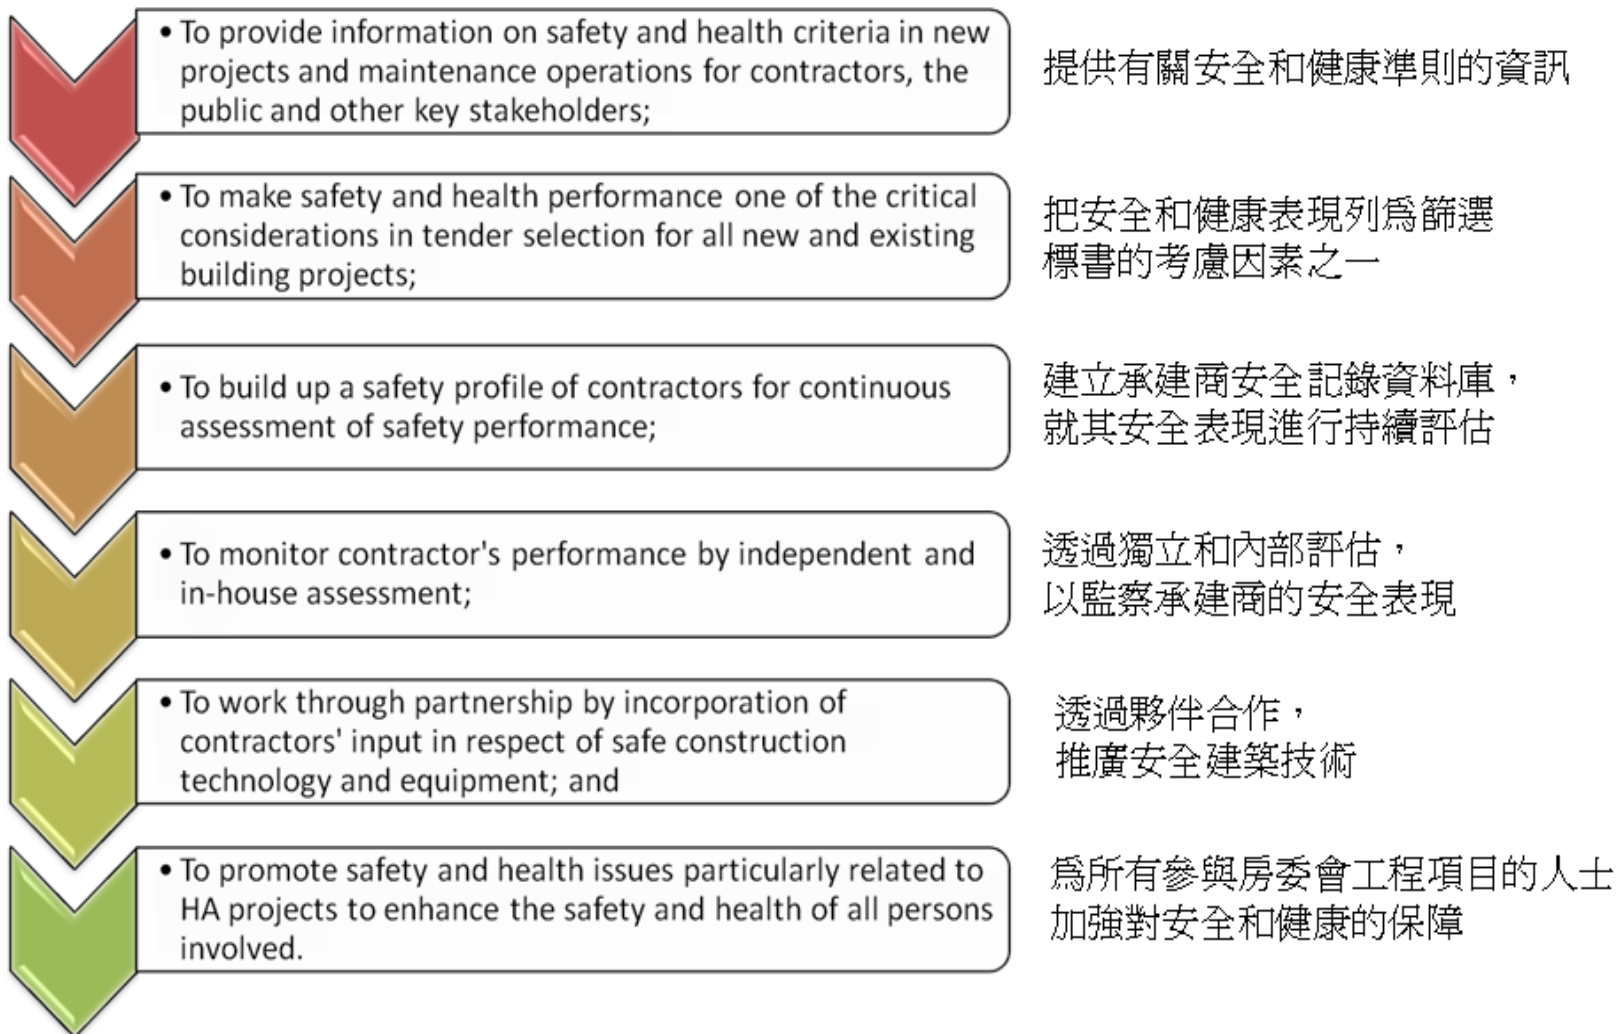 • To provide information on safety and health criteria in new
projects and maintenance operations for contractors, the
public and other key stakeholders;
提供有關安全和健康準則的資訊
• To make safety and health performance one of the critical
considerations in tender selection for all new and existing
building projects;
把安全和健康表現列為篩選
標書的考慮因素之一
• To build up a safety profile of contractors for continuous
assessment of safety performance;
建立承建商安全記錄資料庫，
就其安全表現進行持續評估
• To monitor contractor's performance by independent and
in-house assessment;
透過獨立和內部評估，
以監察承建商的安全表現
• To work through partnership by incorporation of
contractors' input in respect of safe construction
technology and equipment; and
透過夥伴合作，
推廣安全建築技術
• To promote safety and health issues particularly related to
HA projects to enhance the safety and health of all persons
involved.
為所有參與房委會工程項目的人士
加強對安全和健康的保障